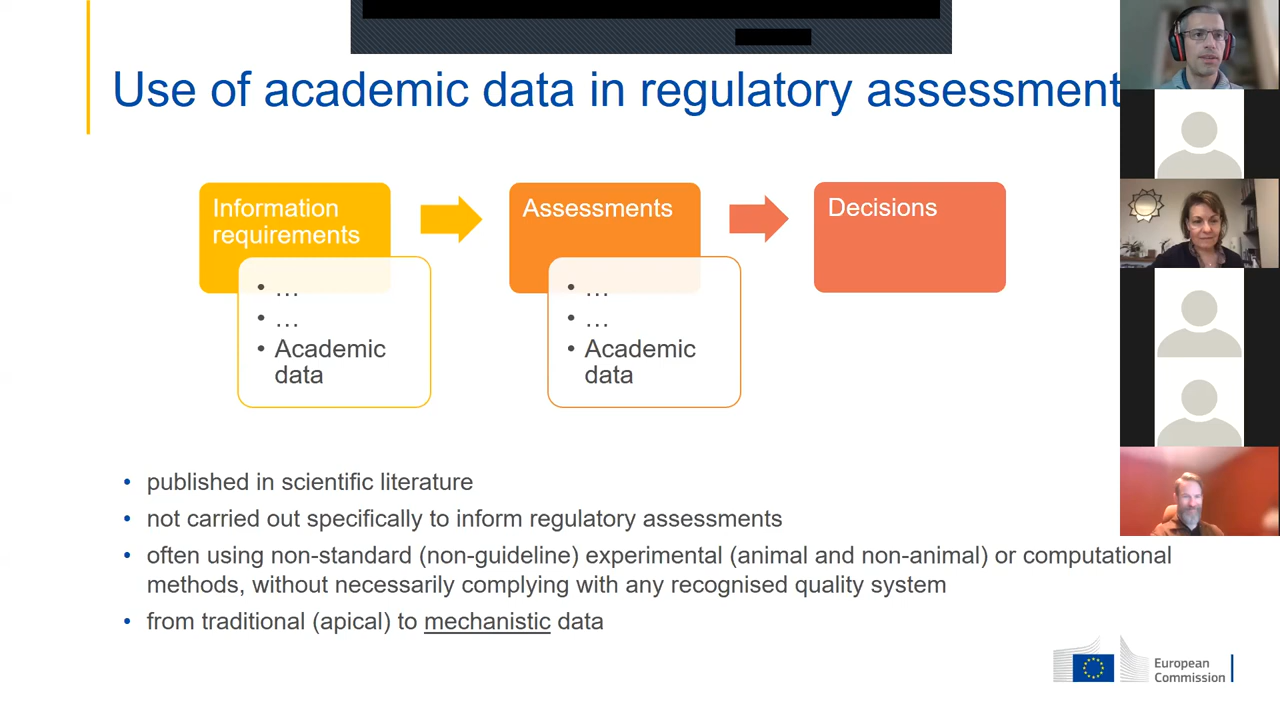 Use of academic data in regulatory assessment
Information
requirements
• …
• …
• Academic
data
Assessments
• …
• …
• Academic
data
Decisions
• published in scientific literature
• not carried out specifically to inform regulatory assessments
• often using non-standard (non-guideline) experimental (animal and non-animal) or computational
methods, without necessarily complying with any recognised quality system
• from traditional (apical) to mechanistic data
European
Commission